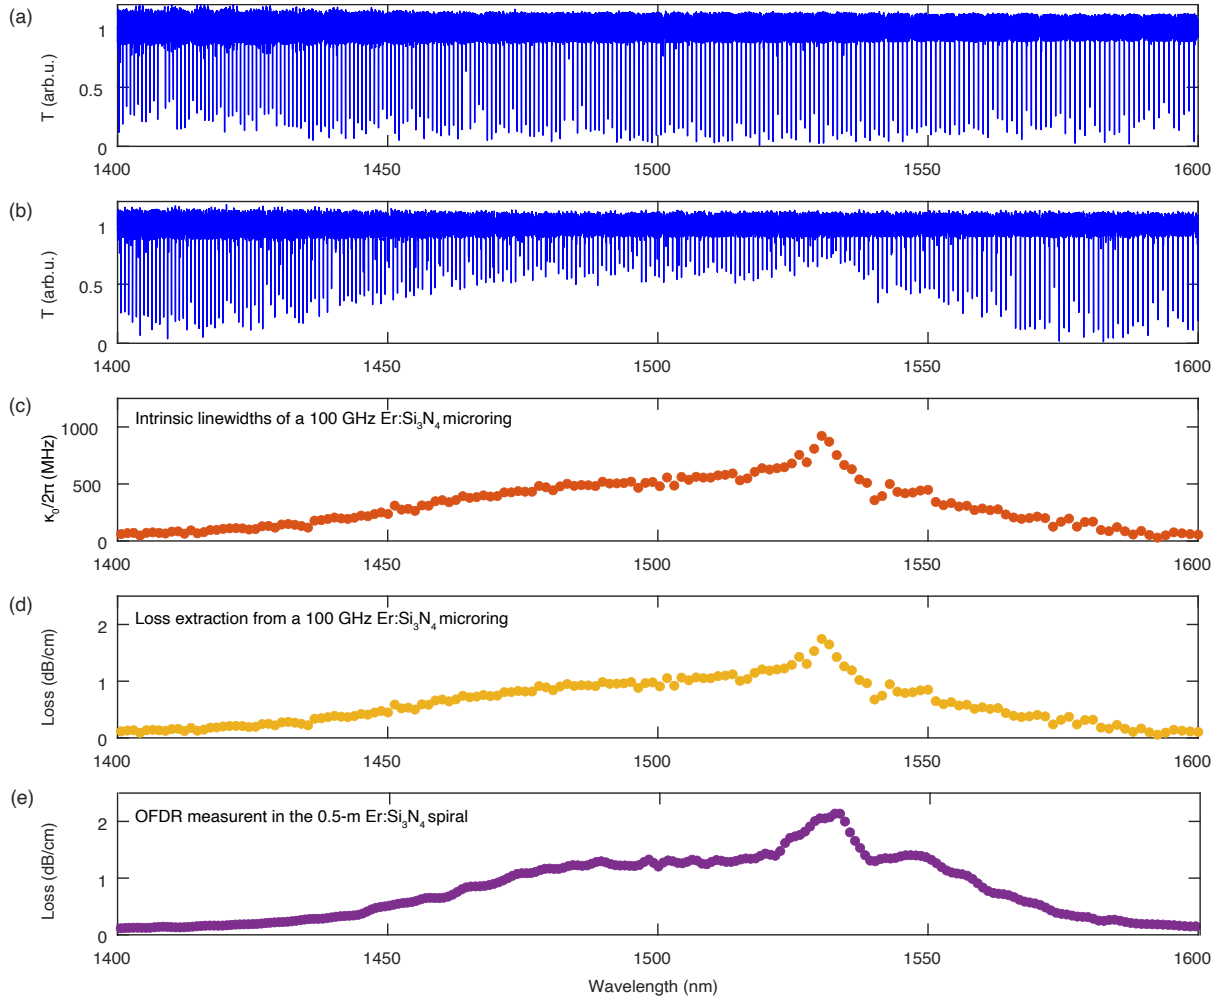 (a)
T (arb.u.)
1
0.5
0
1400
1450
1500
1550
1600
(b)
T (arb.u.)
1
0.5
0
1400
1450
1500
1550
1600
(c)
κ₀/2π (MHz)
1000
500
0
Intrinsic linewidths of a 100 GHz Er:Si₃N₄ microring
1400
1450
1500
1550
1600
(d)
Loss (dB/cm)
2
1
0
Loss extraction from a 100 GHz Er:Si₃N₄ microring
1400
1450
1500
1550
1600
(e)
Loss (dB/cm)
2
1
0
OFDR measurent in the 0.5-m Er:Si₃N₄ spiral
1400
1450
1500
1550
1600
Wavelength (nm)